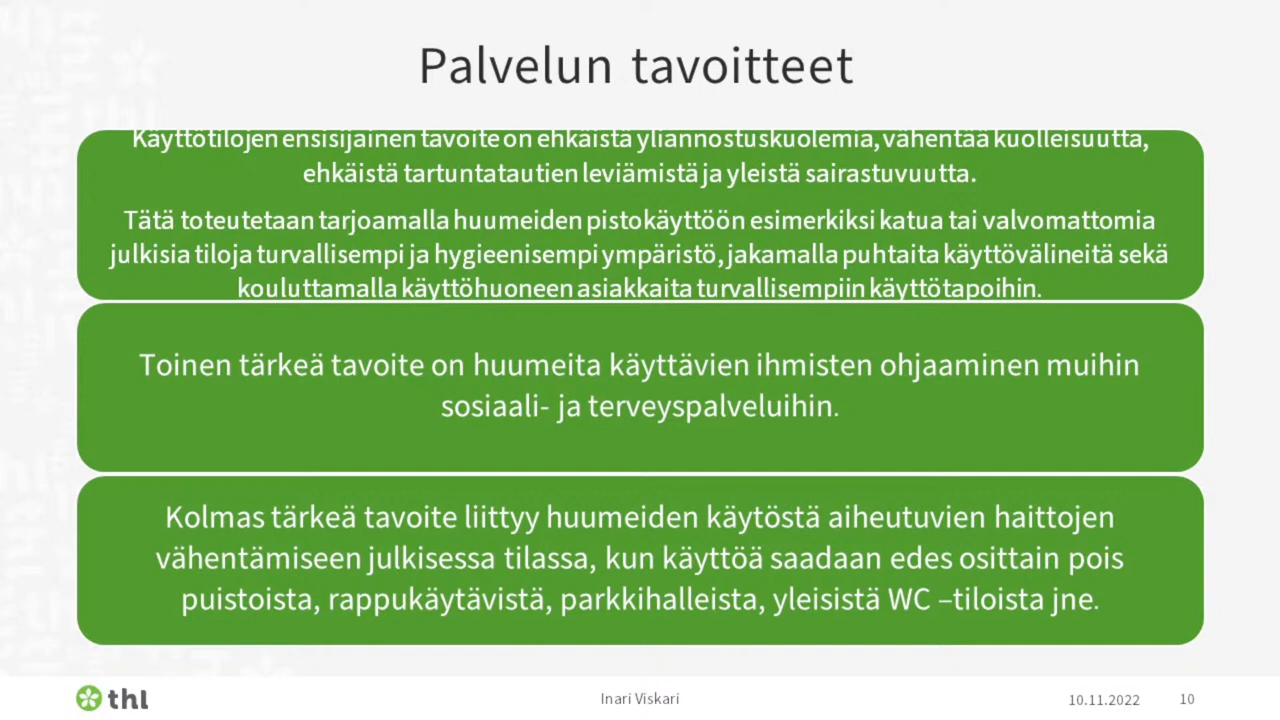 Palvelun tavoitteet
Käyttötilojen ensisijainen tavoite on ehkäistä yliannostuskuolemia, vähentää kuolleisuutta,
ehkäistä tartuntatautien leviämistä ja yleistä sairastuvuutta.
Tätä toteutetaan tarjoamalla huumeiden pistokäyttöön esimerkiksi katua tai valvomattomia
julkisia tiloja turvallisempi ja hygieenisempi ympäristö, jakamalla puhtaita käyttövälineitä sekä
kouluttamalla käyttöhuoneen asiakkaita turvallisempiin käyttötapoihin.
Toinen tärkeä tavoite on huumeita käyttävien ihmisten ohjaaminen muihin
sosiaali- ja terveyspalveluihin.
Kolmas tärkeä tavoite liittyy huumeiden käytöstä aiheutuvien haittojen
vähentämiseen julkisessa tilassa, kun käyttöä saadaan edes osittain pois
puistoista, rappukäytävistä, parkkihalleista, yleisistä WC –tiloista jne.
thl
Inari Viskari
10.11.2022
10